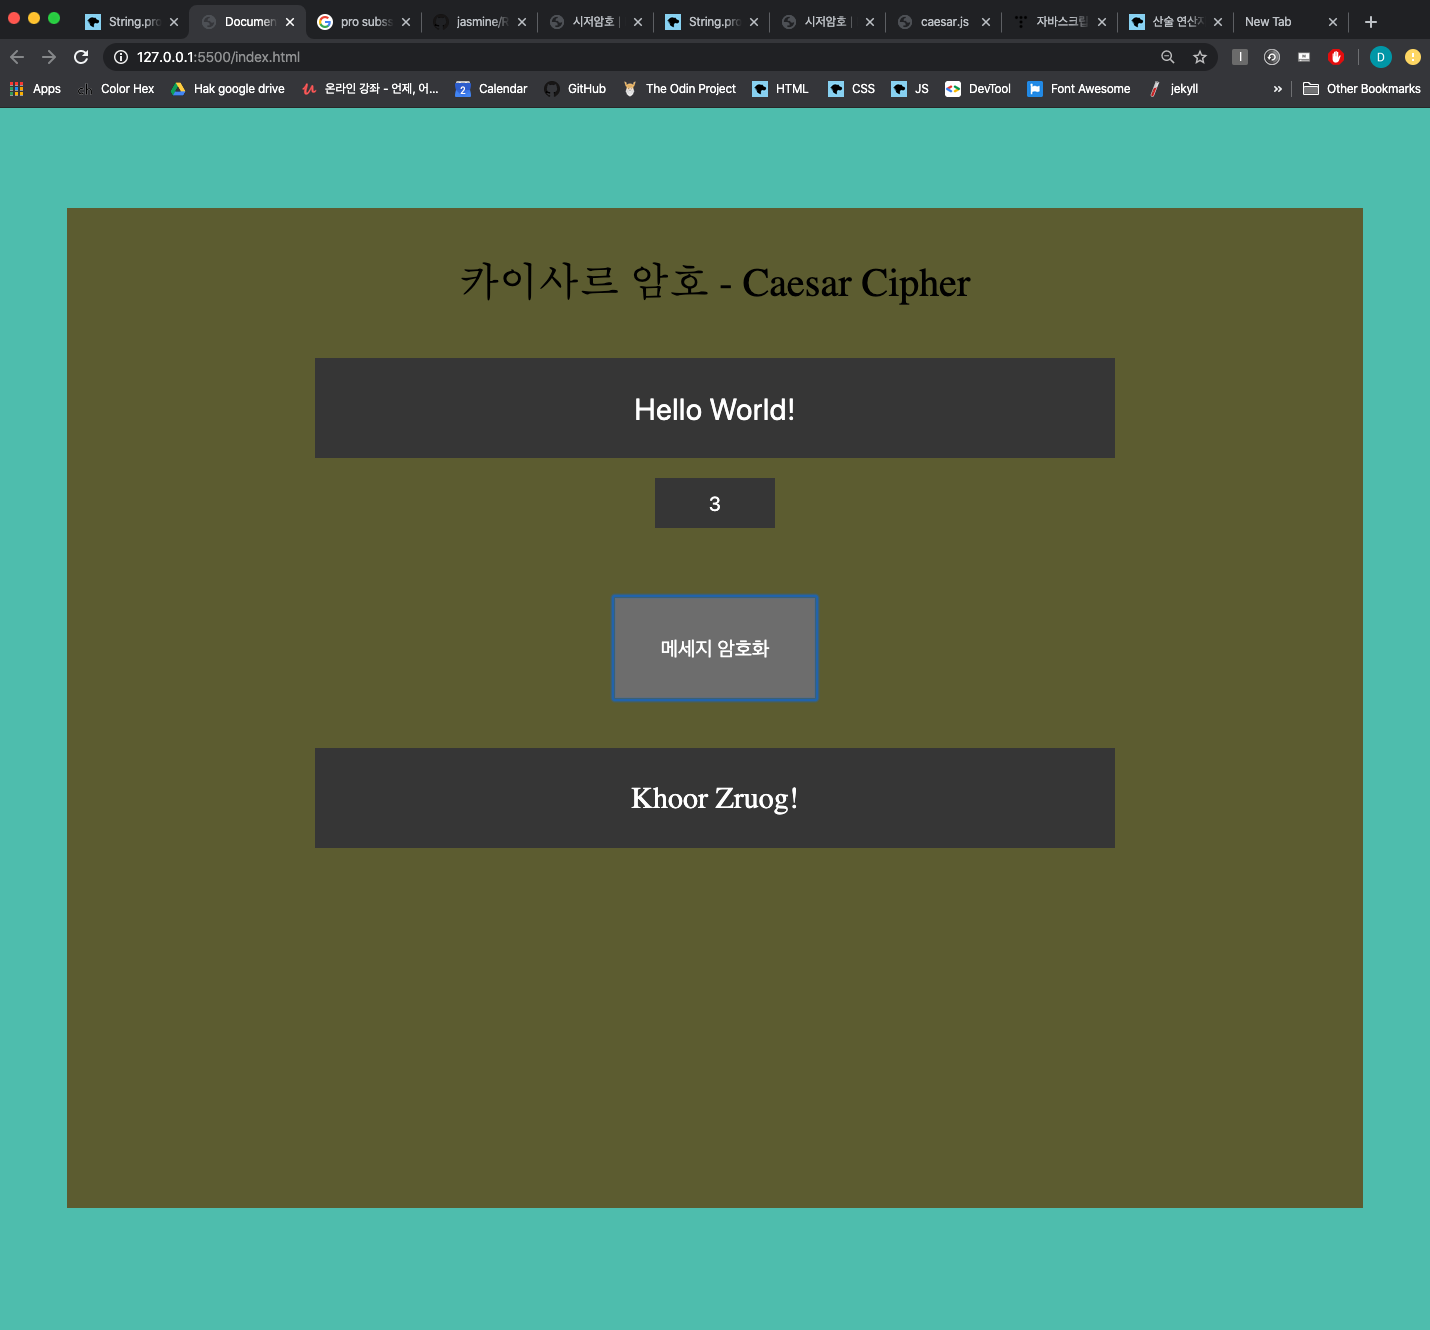 String.pro
Documen
pro subss
jasmine/R
시저암호 |
String.pro
시저암호 |
caesar.js
자바스크립
산술 연산자
New Tab
127.0.0.1:5500/index.html
Apps
ch Color Hex
Hak google drive
온라인 강좌 - 언제, 어...
2 Calendar
GitHub
The Odin Project
HTML
CSS
JS
DevTool
Font Awesome
jekyll
»
Other Bookmarks
카이사르 암호 - Caesar Cipher
Hello World!
3
메세지 암호화
Khoor Zruog!